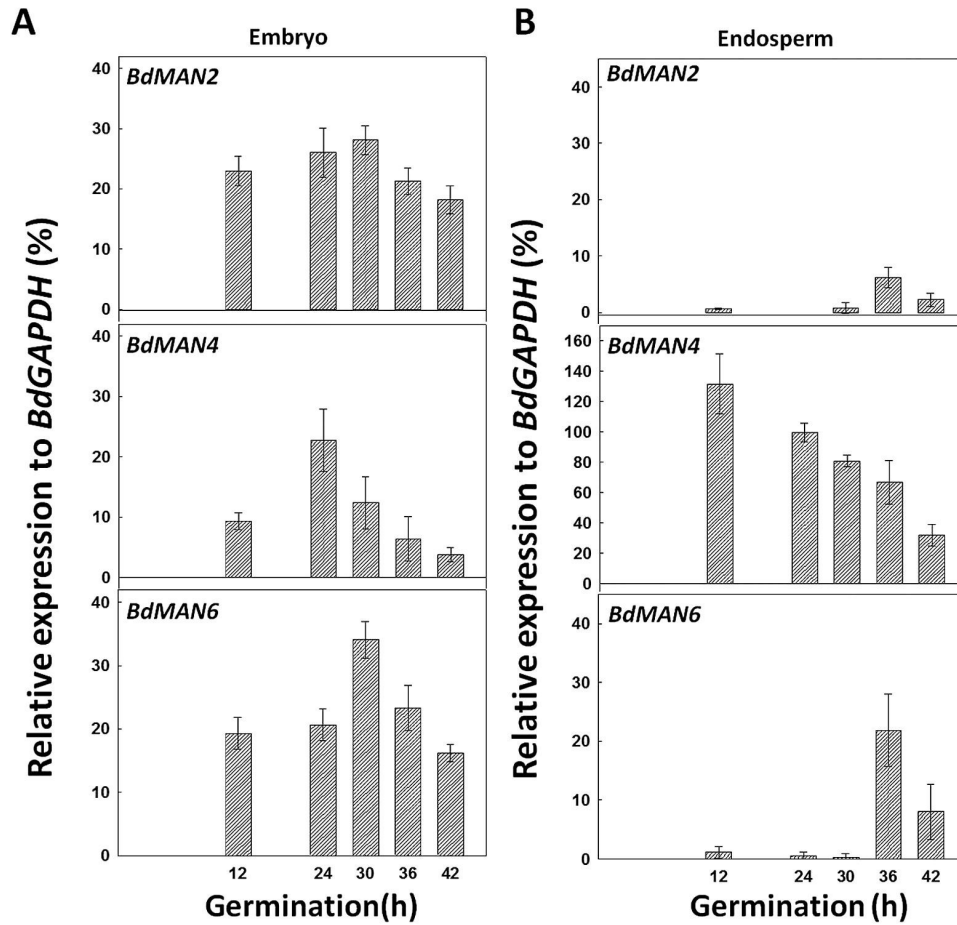 A
Embryo
Relative expression to BdGAPDH (%)
BdMAN2
40
30
20
10
0
BdMAN4
40
30
20
10
0
BdMAN6
40
30
20
10
0
12 24 30 36 42
Germination(h)
B
Endosperm
Relative expression to BdGAPDH (%)
BdMAN2
40
30
20
10
0
BdMAN4
160
140
120
100
80
60
40
20
0
BdMAN6
40
30
20
10
0
12 24 30 36 42
Germination (h)